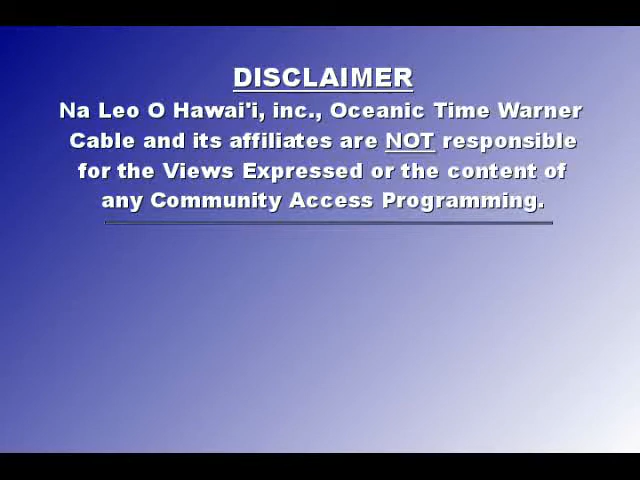 DISCLAIMER
Na Leo O Hawai'i, inc., Oceanic Time Warner
Cable and its affiliates are NOT responsible
for the Views Expressed or the content of
any Community Access Programming.